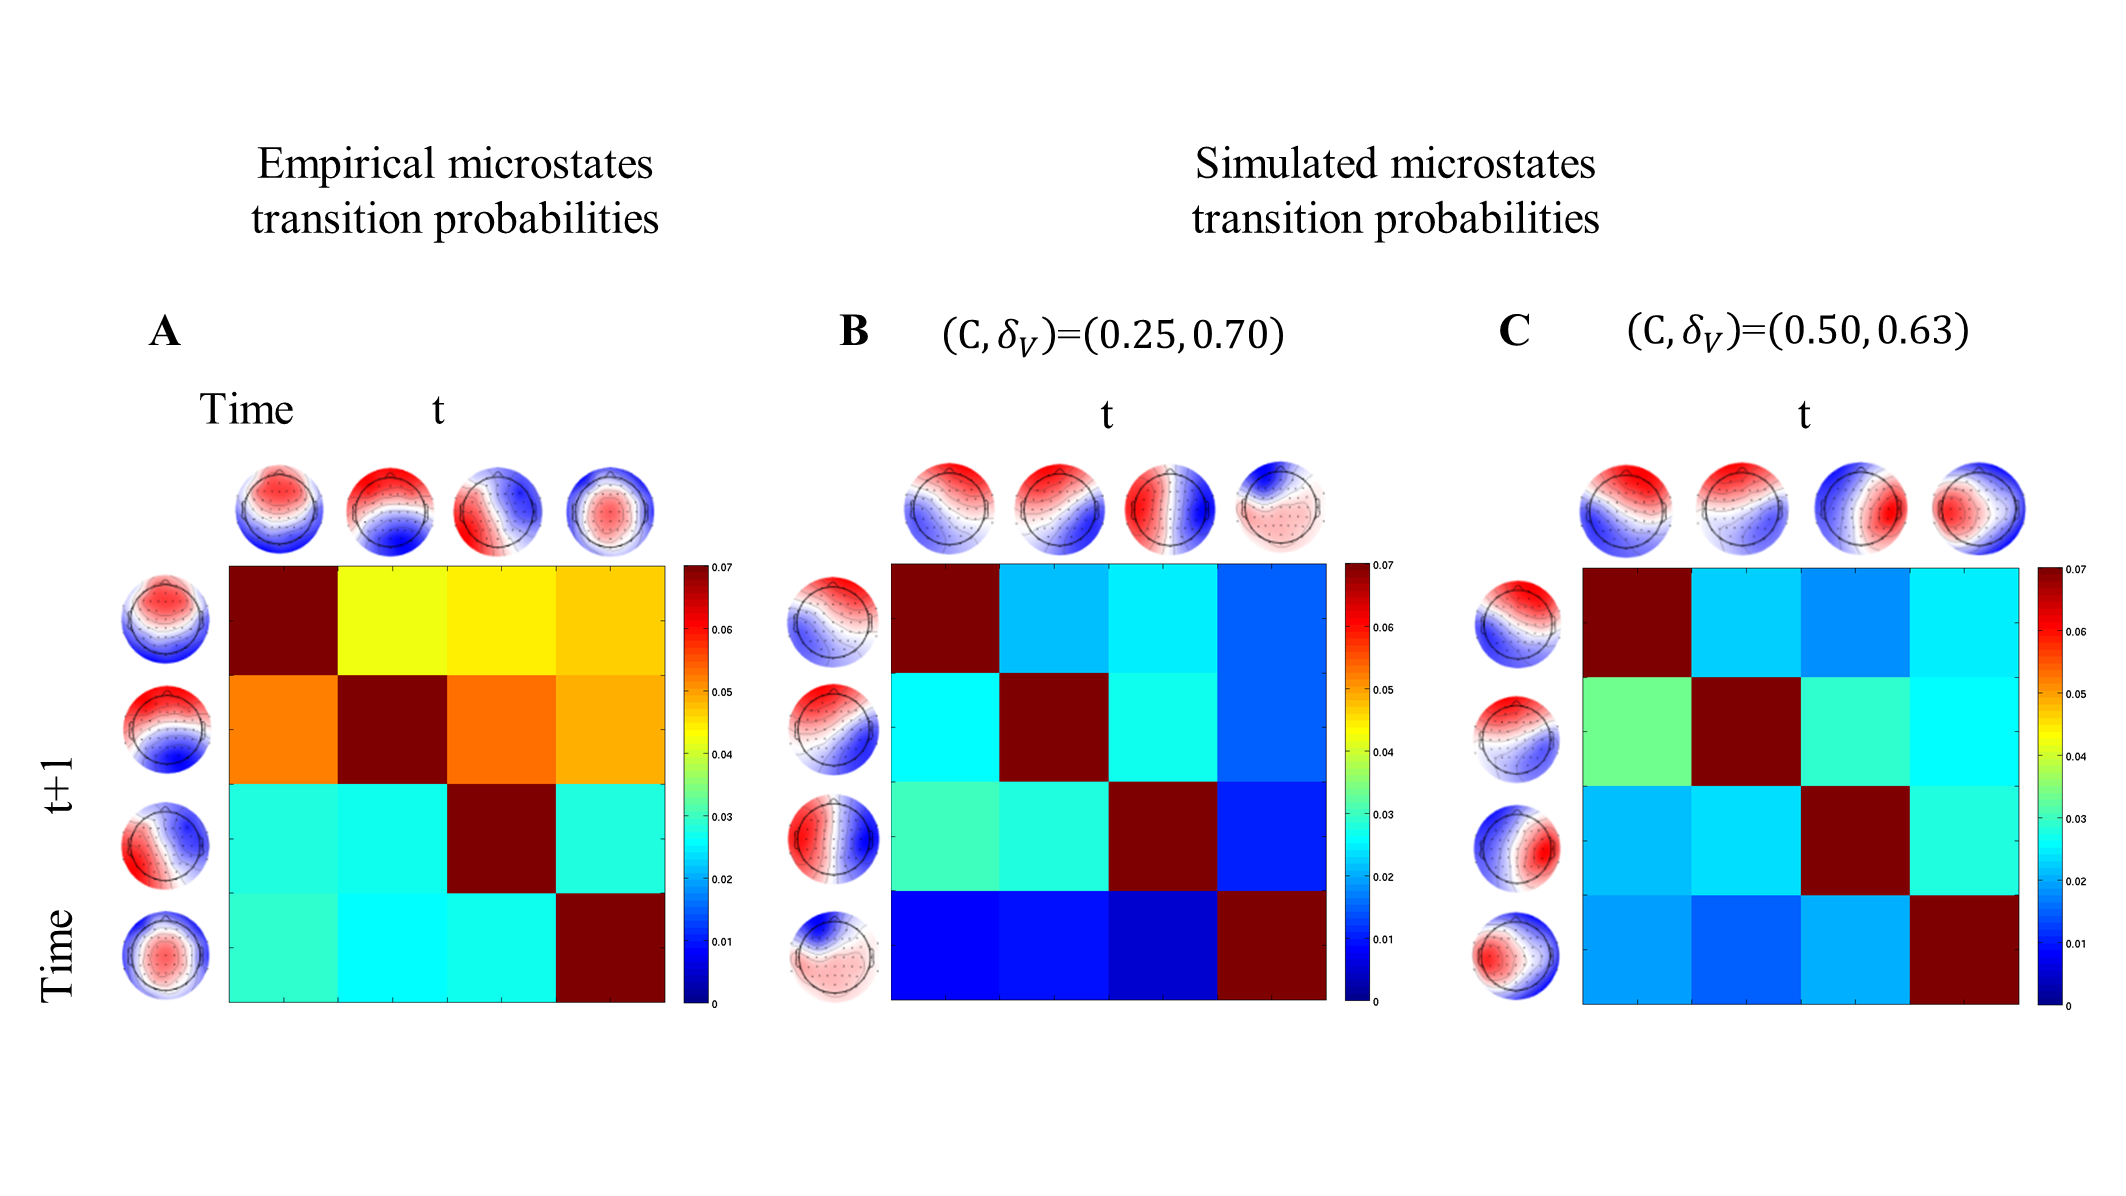 Empirical microstates
transition probabilities
Simulated microstates
transition probabilities
A
B
(C, δ_V)=(0.25, 0.70)
C
(C, δ_V)=(0.50, 0.63)
Time
t
t
t
Time
t+1
0.07
0.06
0.05
0.04
0.03
0.02
0.01
0
0.07
0.06
0.05
0.04
0.03
0.02
0.01
0
0.07
0.06
0.05
0.04
0.03
0.02
0.01
0